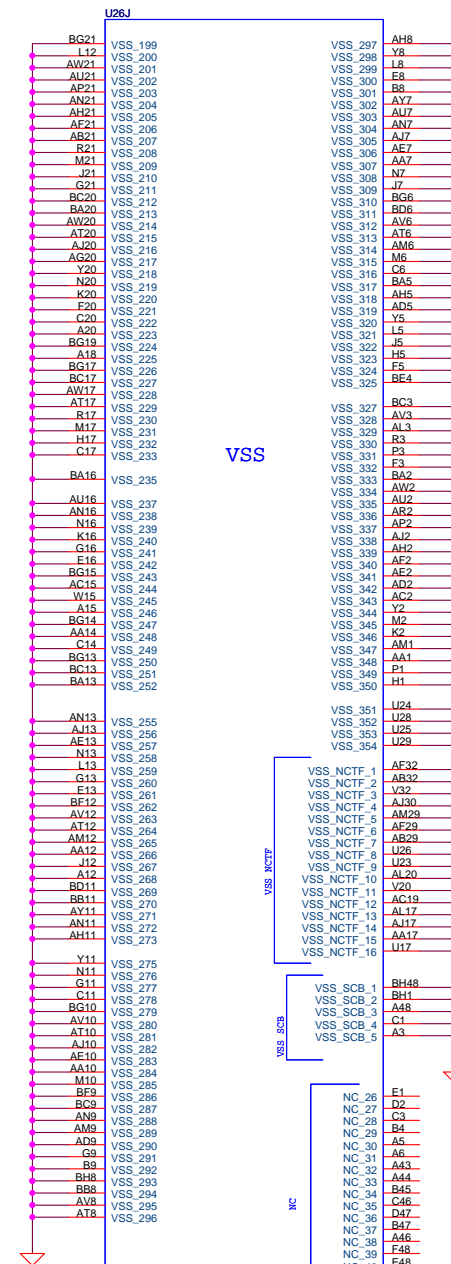 U26J
BG21 VSS_199
L12 VSS_200
AW21 VSS_201
AU21 VSS_202
AP21 VSS_203
AN21 VSS_204
AH21 VSS_205
AF21 VSS_206
AB21 VSS_207
R21 VSS_208
M21 VSS_209
J21 VSS_210
G21 VSS_211
BC20 VSS_212
BA20 VSS_213
AW20 VSS_214
AT20 VSS_215
AJ20 VSS_216
AG20 VSS_217
Y20 VSS_218
N20 VSS_219
K20 VSS_220
F20 VSS_221
C20 VSS_222
A20 VSS_223
BG19 VSS_224
A18 VSS_225
BG17 VSS_226
BC17 VSS_227
AW17 VSS_228
AT17 VSS_229
R17 VSS_230
M17 VSS_231
H17 VSS_232
C17 VSS_233
BA16 VSS_235
AU16 VSS_237
AN16 VSS_238
N16 VSS_239
K16 VSS_240
G16 VSS_241
E16 VSS_242
BG15 VSS_243
AC15 VSS_244
W15 VSS_245
A15 VSS_246
BG14 VSS_247
AA14 VSS_248
C14 VSS_249
BG13 VSS_250
BC13 VSS_251
BA13 VSS_252
AN13 VSS_255
AJ13 VSS_256
AE13 VSS_257
N13 VSS_258
L13 VSS_259
G13 VSS_260
E13 VSS_261
BF12 VSS_262
AV12 VSS_263
AT12 VSS_264
AM12 VSS_265
AA12 VSS_266
J12 VSS_267
A12 VSS_268
BD11 VSS_269
BB11 VSS_270
AY11 VSS_271
AN11 VSS_272
AH11 VSS_273
Y11 VSS_275
N11 VSS_276
G11 VSS_277
C11 VSS_278
BG10 VSS_279
AV10 VSS_280
AT10 VSS_281
AJ10 VSS_282
AE10 VSS_283
AA10 VSS_284
M10 VSS_285
BF9 VSS_286
BC9 VSS_287
AN9 VSS_288
AM9 VSS_289
AD9 VSS_290
G9 VSS_291
B9 VSS_292
BH8 VSS_293
BB8 VSS_294
AV8 VSS_295
AT8 VSS_296
VSS
VSS_297 AH8
VSS_298 Y8
VSS_299 L8
VSS_300 E8
VSS_301 B8
VSS_302 AY7
VSS_303 AU7
VSS_304 AN7
VSS_305 AJ7
VSS_306 AE7
VSS_307 AA7
VSS_308 N7
VSS_309 J7
VSS_310 BG6
VSS_311 BD6
VSS_312 AV6
VSS_313 AT6
VSS_314 AM6
VSS_315 M6
VSS_316 C6
VSS_317 BA5
VSS_318 AH5
VSS_319 AD5
VSS_320 Y5
VSS_321 L5
VSS_322 J5
VSS_323 H5
VSS_324 F5
VSS_325 BE4
VSS_327 BC3
VSS_328 AV3
VSS_329 AL3
VSS_330 R3
VSS_331 P3
VSS_332 F3
VSS_333 BA2
VSS_334 AW2
VSS_335 AU2
VSS_336 AR2
VSS_337 AP2
VSS_338 AJ2
VSS_339 AH2
VSS_340 AF2
VSS_341 AE2
VSS_342 AD2
VSS_343 AC2
VSS_344 Y2
VSS_345 M2
VSS_346 K2
VSS_347 AM1
VSS_348 AA1
VSS_349 P1
VSS_350 H1
VSS_351 U24
VSS_352 U28
VSS_353 U25
VSS_354 U29
VSS NCTF
VSS_NCTF_1 AF32
VSS_NCTF_2 AB32
VSS_NCTF_3 V32
VSS_NCTF_4 AJ30
VSS_NCTF_5 AM29
VSS_NCTF_6 AF29
VSS_NCTF_7 AB29
VSS_NCTF_8 U26
VSS_NCTF_9 U23
VSS_NCTF_10 AL20
VSS_NCTF_11 V20
VSS_NCTF_12 AC19
VSS_NCTF_13 AL17
VSS_NCTF_14 AJ17
VSS_NCTF_15 AA17
VSS_NCTF_16 U17
VSS SCB
VSS_SCB_1 BH48
VSS_SCB_2 BH1
VSS_SCB_3 A48
VSS_SCB_4 C1
VSS_SCB_5 A3
NC
NC_26 E1
NC_27 D2
NC_28 C3
NC_29 B4
NC_30 A5
NC_31 A6
NC_32 A43
NC_33 A44
NC_34 B45
NC_35 C46
NC_36 D47
NC_37 B47
NC_38 A46
NC_39 F48